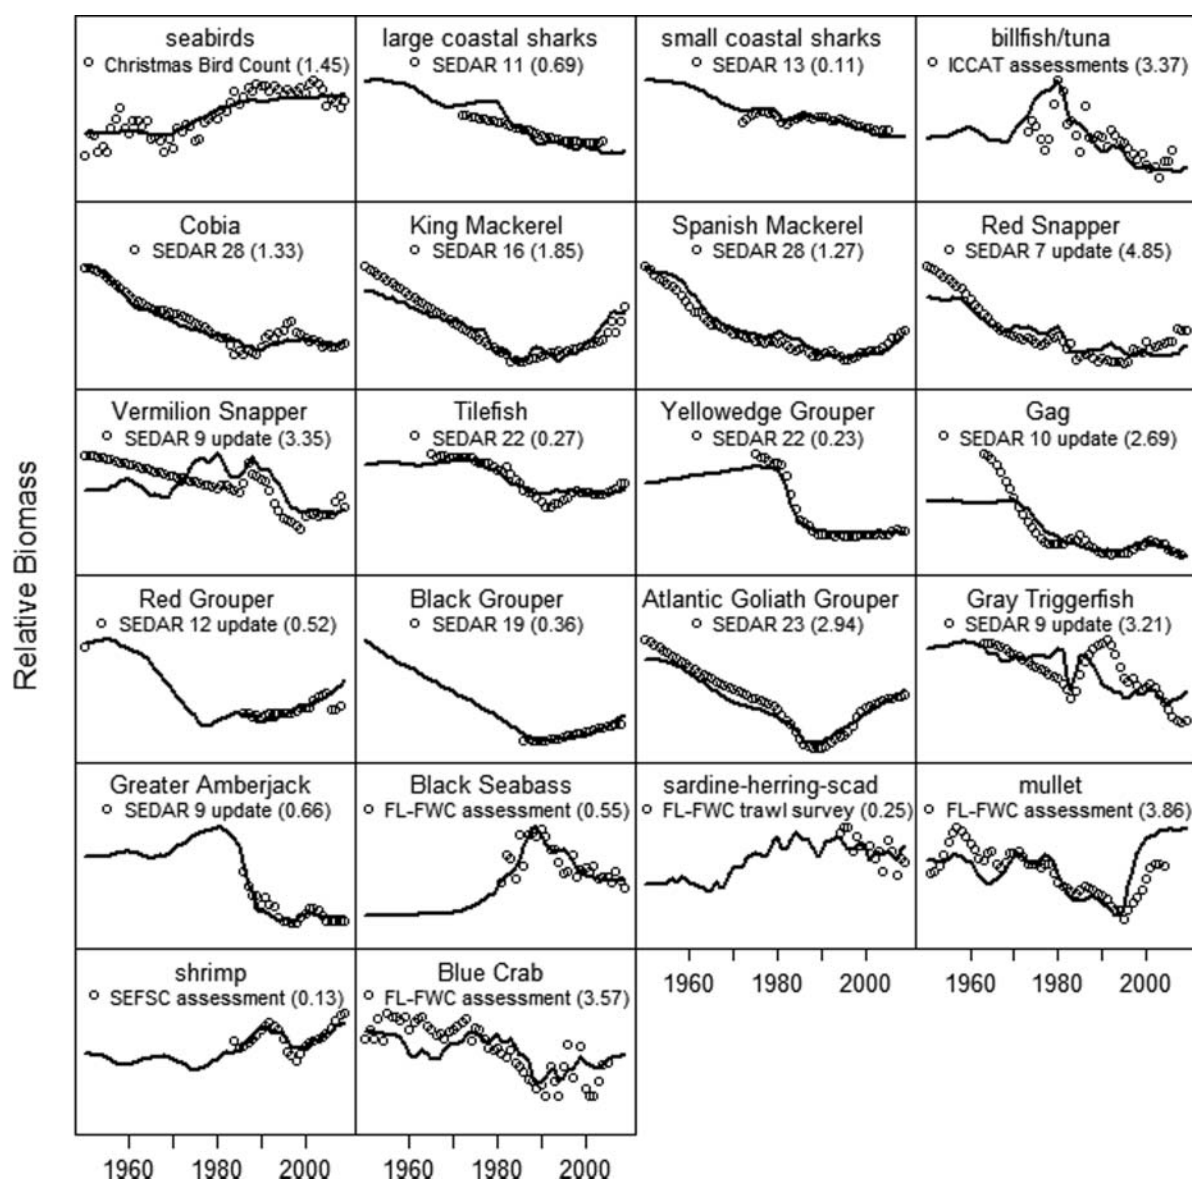 Relative Biomass
seabirds
Christmas Bird Count (1.45)
large coastal sharks
SEDAR 11 (0.69)
small coastal sharks
SEDAR 13 (0.11)
billfish/tuna
ICCAT assessments (3.37)
Cobia
SEDAR 28 (1.33)
King Mackerel
SEDAR 16 (1.85)
Spanish Mackerel
SEDAR 28 (1.27)
Red Snapper
SEDAR 7 update (4.85)
Vermilion Snapper
SEDAR 9 update (3.35)
Tilefish
SEDAR 22 (0.27)
Yellowedge Grouper
SEDAR 22 (0.23)
Gag
SEDAR 10 update (2.69)
Red Grouper
SEDAR 12 update (0.52)
Black Grouper
SEDAR 19 (0.36)
Atlantic Goliath Grouper
SEDAR 23 (2.94)
Gray Triggerfish
SEDAR 9 update (3.21)
Greater Amberjack
SEDAR 9 update (0.66)
Black Seabass
FL-FWC assessment (0.55)
sardine-herring-scad
FL-FWC trawl survey (0.25)
mullet
FL-FWC assessment (3.86)
shrimp
SEFSC assessment (0.13)
Blue Crab
FL-FWC assessment (3.57)
1960 1980 2000
1960 1980 2000
1960 1980 2000
1960 1980 2000